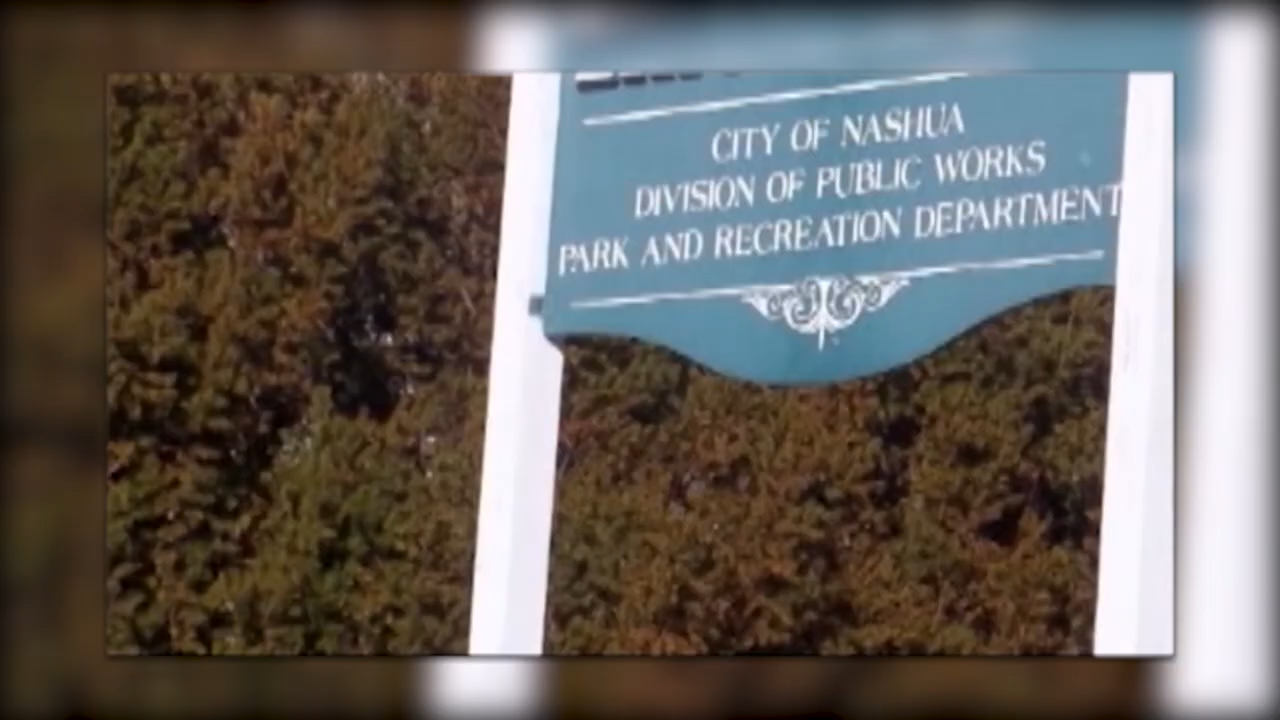 CITY OF NASHUA
DIVISION OF PUBLIC WORKS
PARK AND RECREATION DEPARTMENT